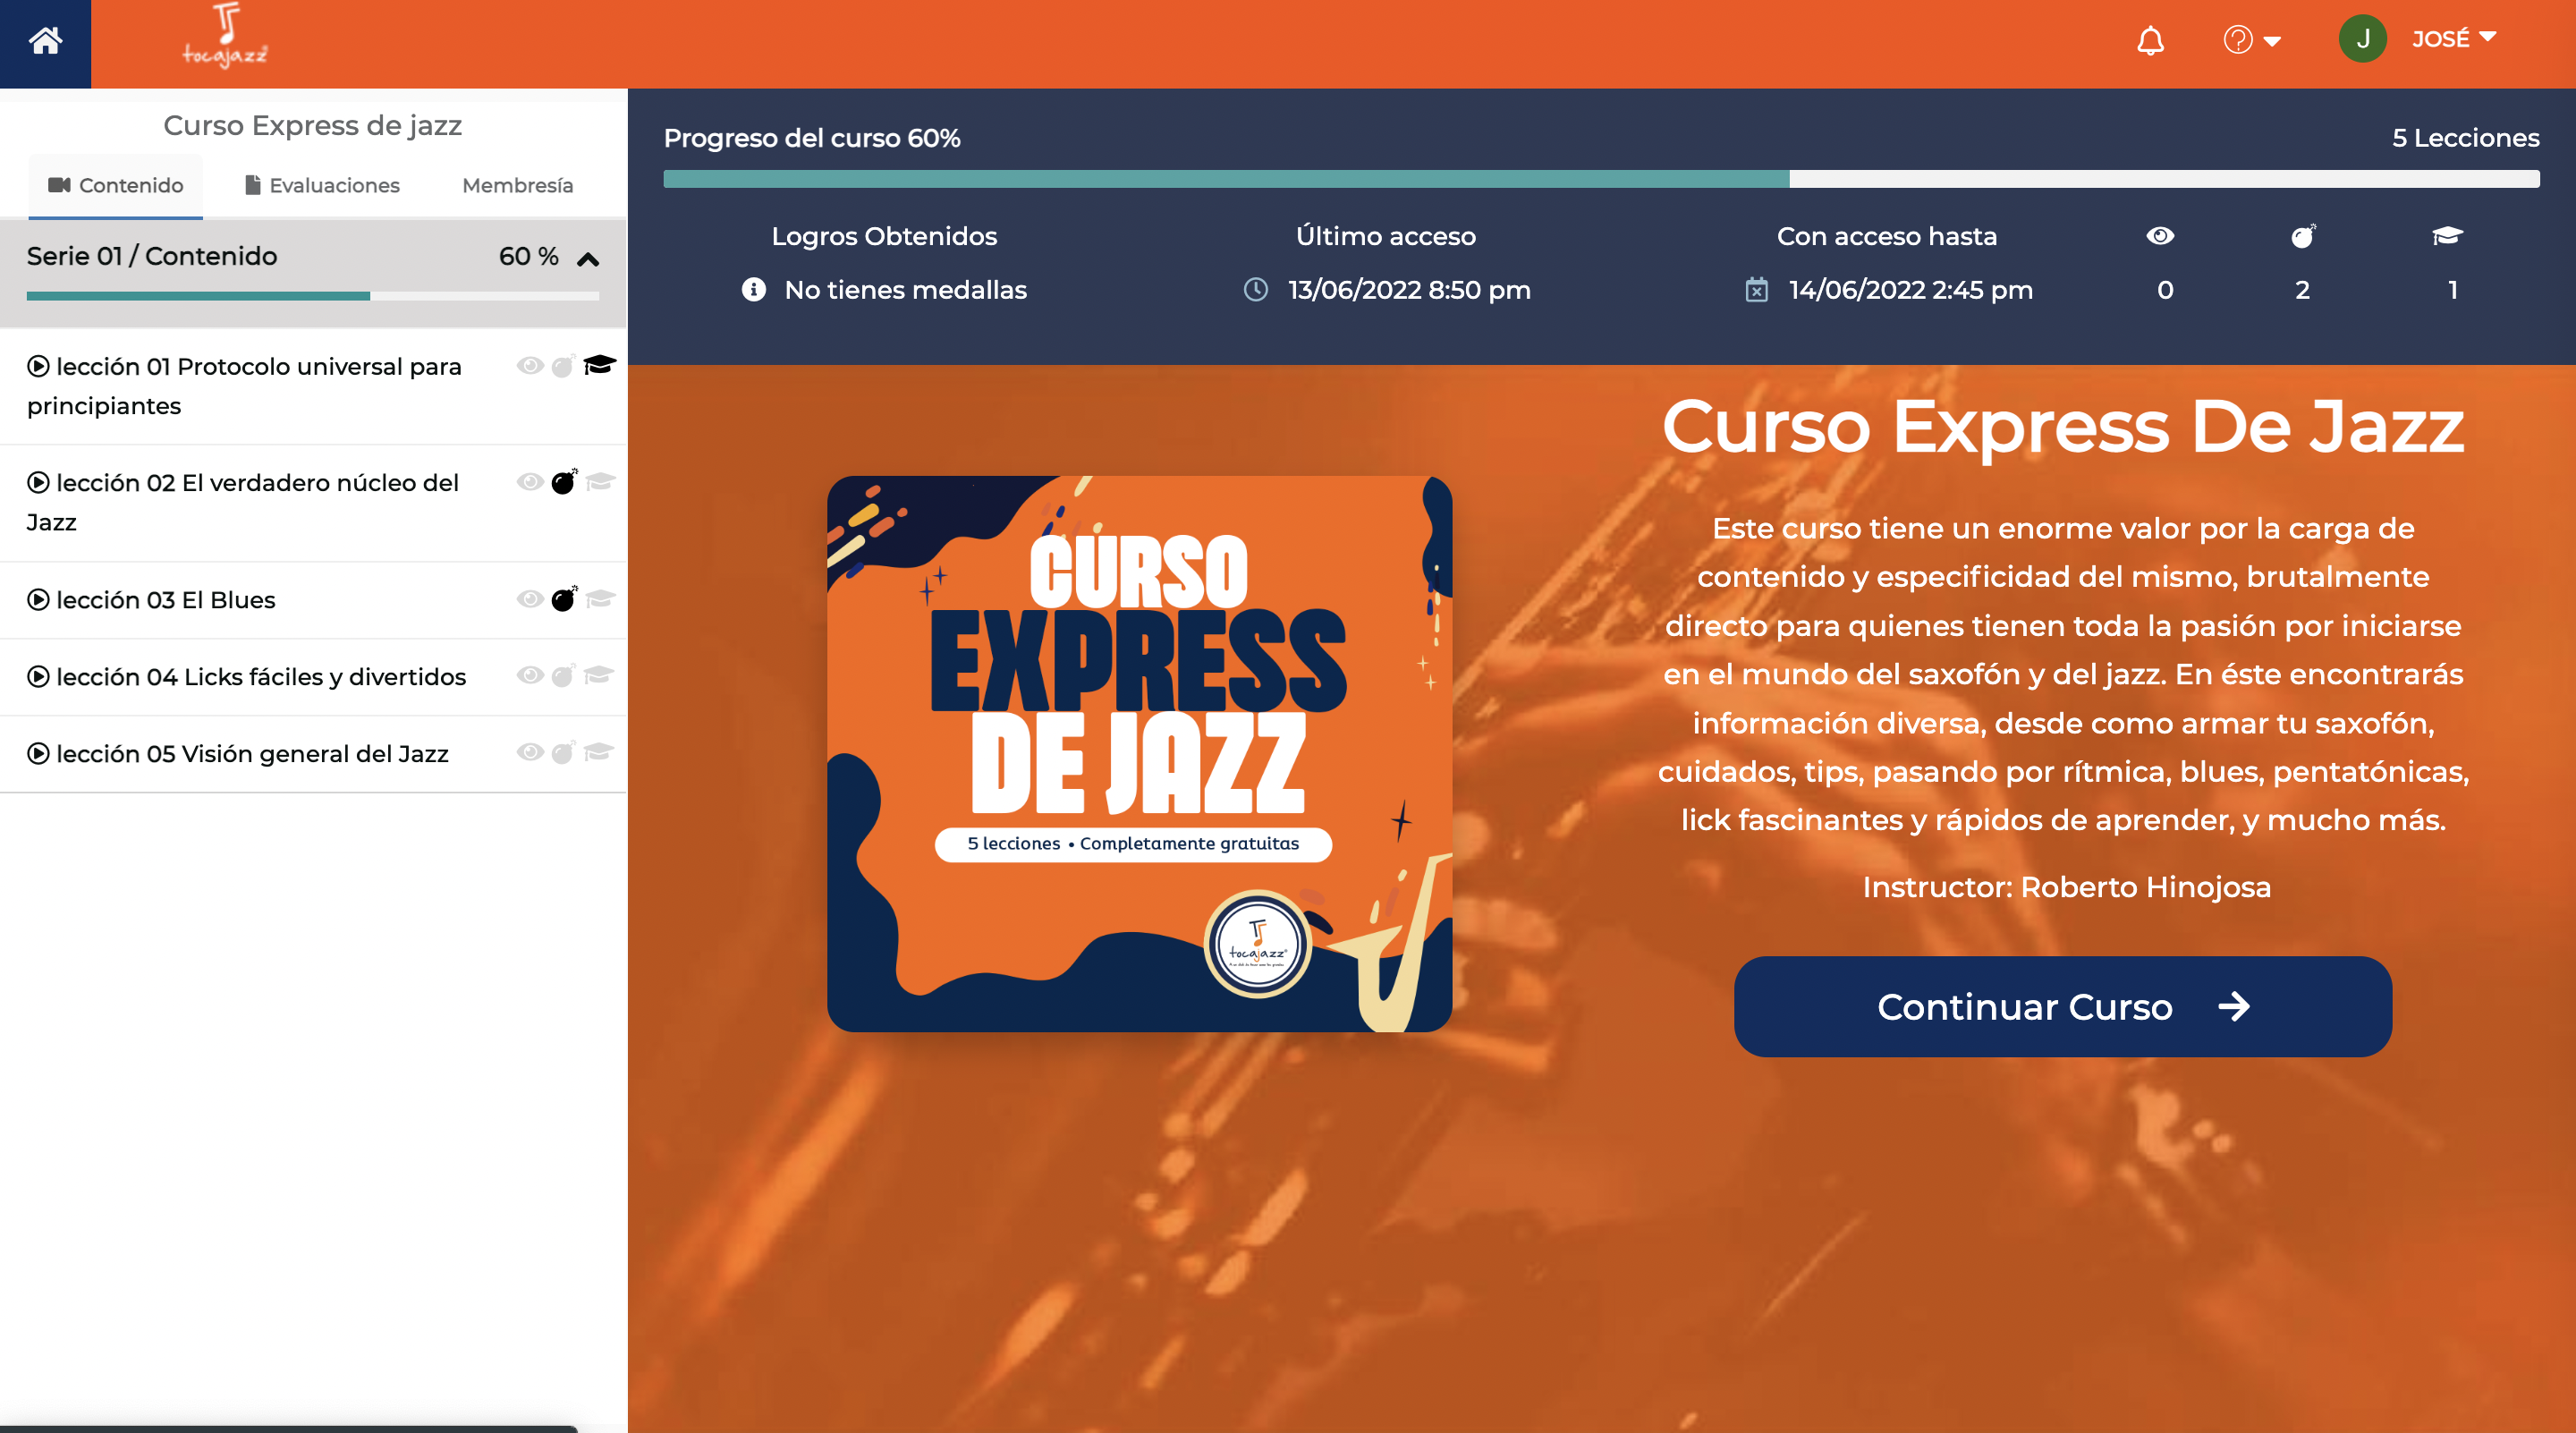 tocajazz
J
JOSÉ
Curso Express de jazz
Contenido
Evaluaciones
Membresía
Serie 01 / Contenido
60 %
lección 01 Protocolo universal para
principiantes
lección 02 El verdadero núcleo del
Jazz
lección 03 El Blues
lección 04 Licks fáciles y divertidos
lección 05 Visión general del Jazz
Progreso del curso 60%
5 Lecciones
Logros Obtenidos
Último acceso
Con acceso hasta
No tienes medallas
13/06/2022 8:50 pm
14/06/2022 2:45 pm
0
2
1
CURSO
EXPRESS
DE JAZZ
5 lecciones • Completamente gratuitas
tocajazz
Curso Express De Jazz
Este curso tiene un enorme valor por la carga de
contenido y especificidad del mismo, brutalmente
directo para quienes tienen toda la pasión por iniciarse
en el mundo del saxofón y del jazz. En éste encontrarás
información diversa, desde como armar tu saxofón,
cuidados, tips, pasando por rítmica, blues, pentatónicas,
lick fascinantes y rápidos de aprender, y mucho más.
Instructor: Roberto Hinojosa
Continuar Curso